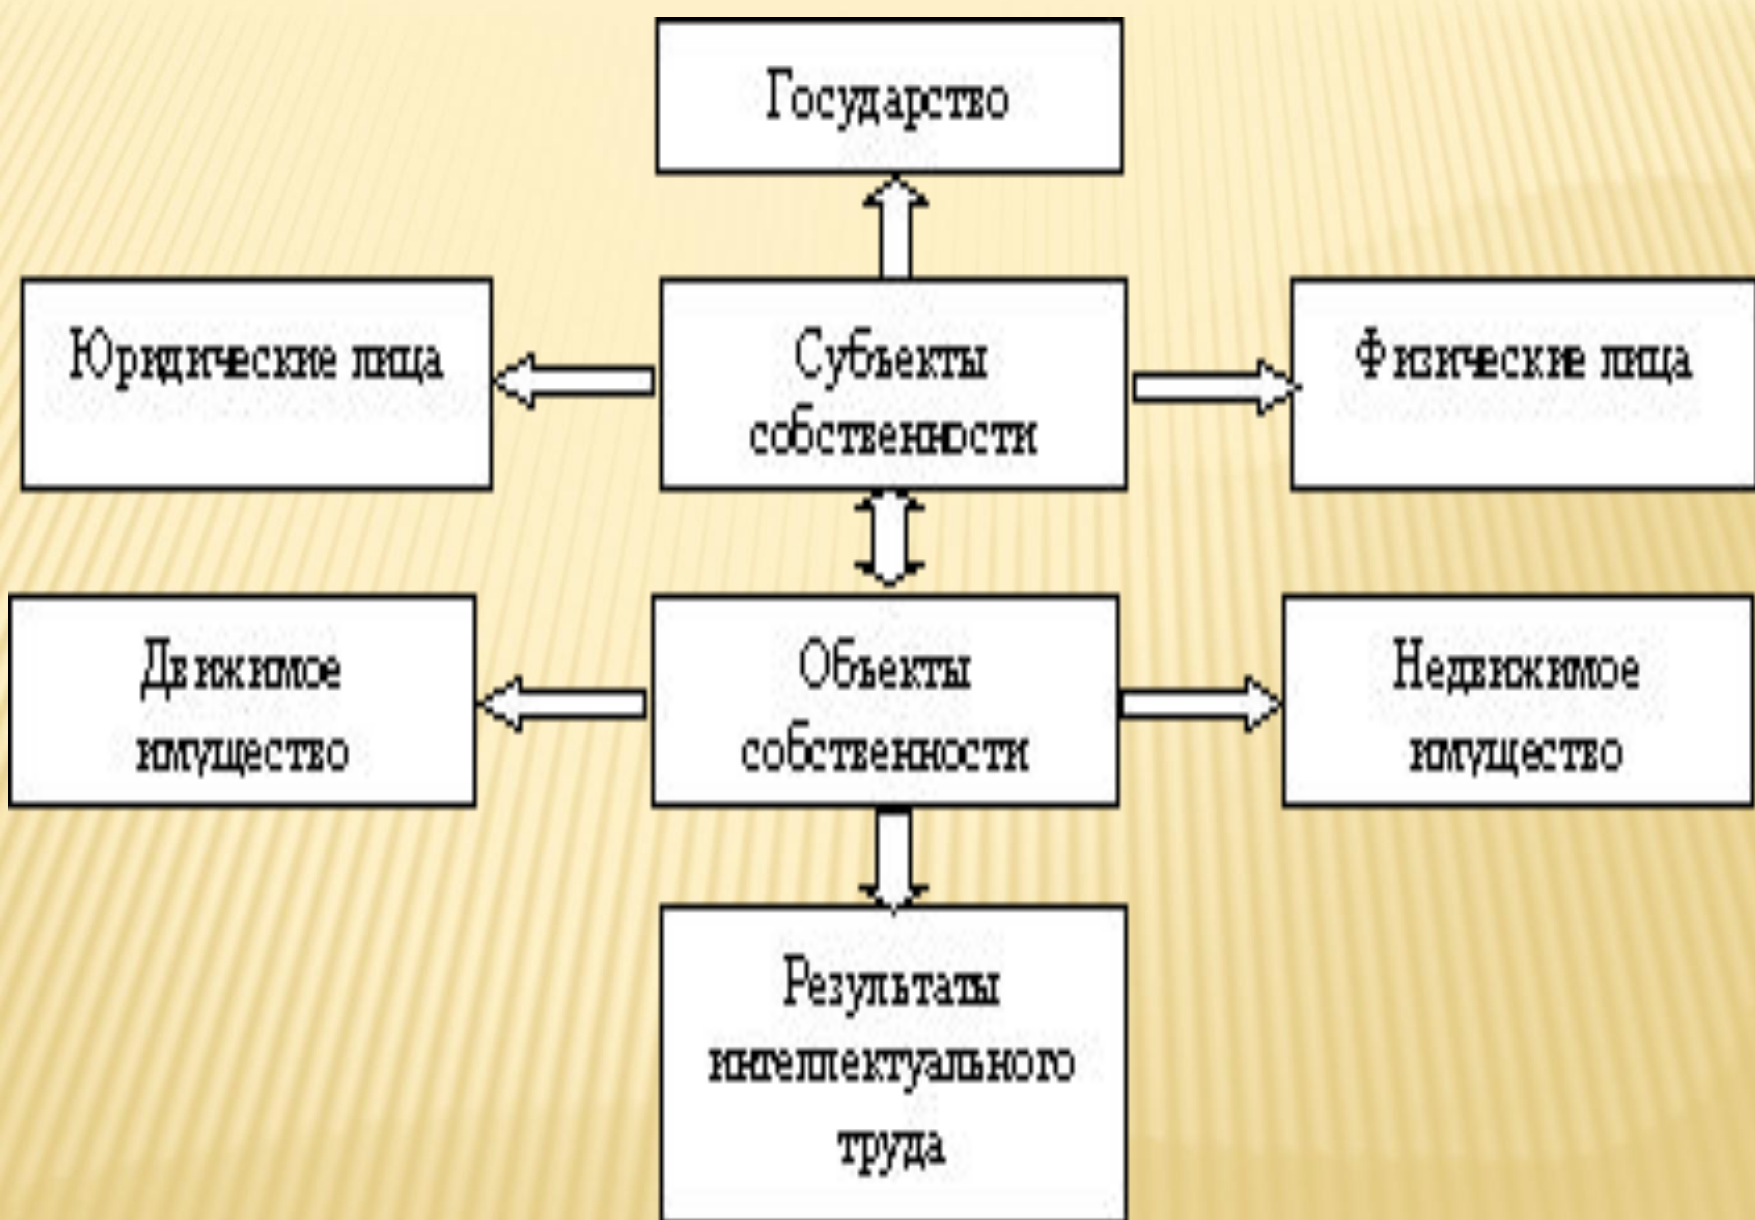 Государство
Юридические лица
Субъекты
собственности
Физические лица
Движимое
имущество
Объекты
собственности
Недвижимое
имущество
Результаты
интеллектуального
труда